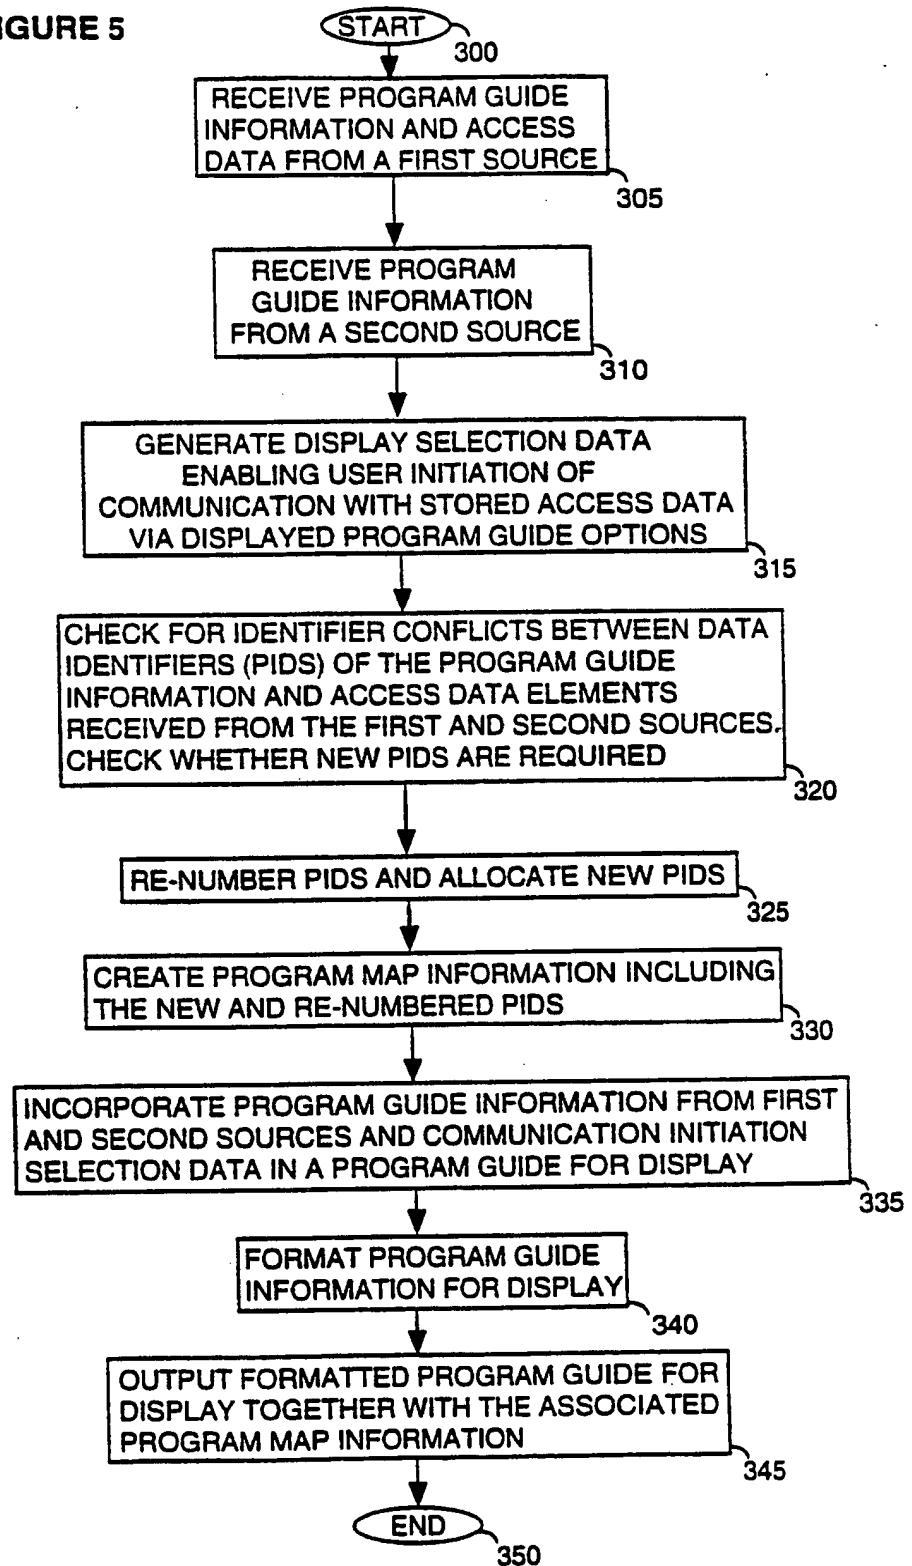 IGURE 5
START
300
RECEIVE PROGRAM GUIDE
INFORMATION AND ACCESS
DATA FROM A FIRST SOURCE
305
RECEIVE PROGRAM
GUIDE INFORMATION
FROM A SECOND SOURCE
310
GENERATE DISPLAY SELECTION DATA
ENABLING USER INITIATION OF
COMMUNICATION WITH STORED ACCESS DATA
VIA DISPLAYED PROGRAM GUIDE OPTIONS
315
CHECK FOR IDENTIFIER CONFLICTS BETWEEN DATA
IDENTIFIERS (PIDS) OF THE PROGRAM GUIDE
INFORMATION AND ACCESS DATA ELEMENTS
RECEIVED FROM THE FIRST AND SECOND SOURCES.
CHECK WHETHER NEW PIDS ARE REQUIRED
320
RE-NUMBER PIDS AND ALLOCATE NEW PIDS
325
CREATE PROGRAM MAP INFORMATION INCLUDING
THE NEW AND RE-NUMBERED PIDS
330
INCORPORATE PROGRAM GUIDE INFORMATION FROM FIRST
AND SECOND SOURCES AND COMMUNICATION INITIATION
SELECTION DATA IN A PROGRAM GUIDE FOR DISPLAY
335
FORMAT PROGRAM GUIDE
INFORMATION FOR DISPLAY
340
OUTPUT FORMATTED PROGRAM GUIDE FOR
DISPLAY TOGETHER WITH THE ASSOCIATED
PROGRAM MAP INFORMATION
345
END
350